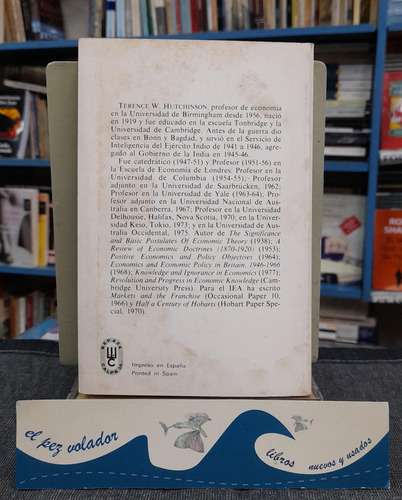 TERENCE W. HUTCHINSON, profesor de economía
en la Universidad de Birmingham desde 1956, nació
en 1919 y fue educado en la escuela Tonbridge y la
Universidad de Cambridge. Antes de la guerra dio
clases en Bonn y Bagdad, y sirvió en el Servicio de
Inteligencia del Ejército Indio de 1941 a 1946,
agregado al Gobierno de la India en 1945-46.
Fue catedrático (1947-51) y Profesor (1951-56) en
la Escuela de Economía de Londres: Profesor en la
Universidad de Columbia (1954-55);- Profesor
adjunto en la Universidad de Saarbrücken, 1962;
Profesor en la Universidad de Yale (1963-64); Pro-
fesor adjunto en la Universidad Nacional de Aus-
tralia en Canberra, 1967; Profesor en la Universidad
Delhousie, Halifax, Nova Scotia, 1970; en la Univer-
sidad Keio, Tokio, 1973; y en la Universidad de Aus-
tralia Occidental, 1975. Autor de The Significance
and Basic Postulates Of Economic Theory (1938); A
Review of Economic Doctrines (1870-1920) (1953);
Positive Economics and Policy Objectives (1964);
Economics and Economic Policy in Britain, 1946-1966
(1968); Knowledge and Ignorance in Economics (1977);
Revolution and Progress in Economic Knowledge (Cam-
bridge University Press). Para el IEA ha escrito
Markets and the Franchise (Occasional Paper 10,
1966) y Half a Century of Hobarts (Hobart Paper Spe-
cial, 1970).
ESPASA
CALPE
Impreso en España
Printed in Spain
el pez volador
libros nuevos y usados